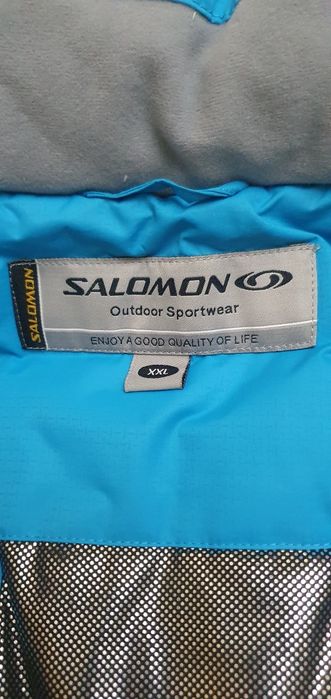 SALOMON
SALOMON
Outdoor Sportwear
ENJOY A GOOD QUALITY OF LIFE
XXL